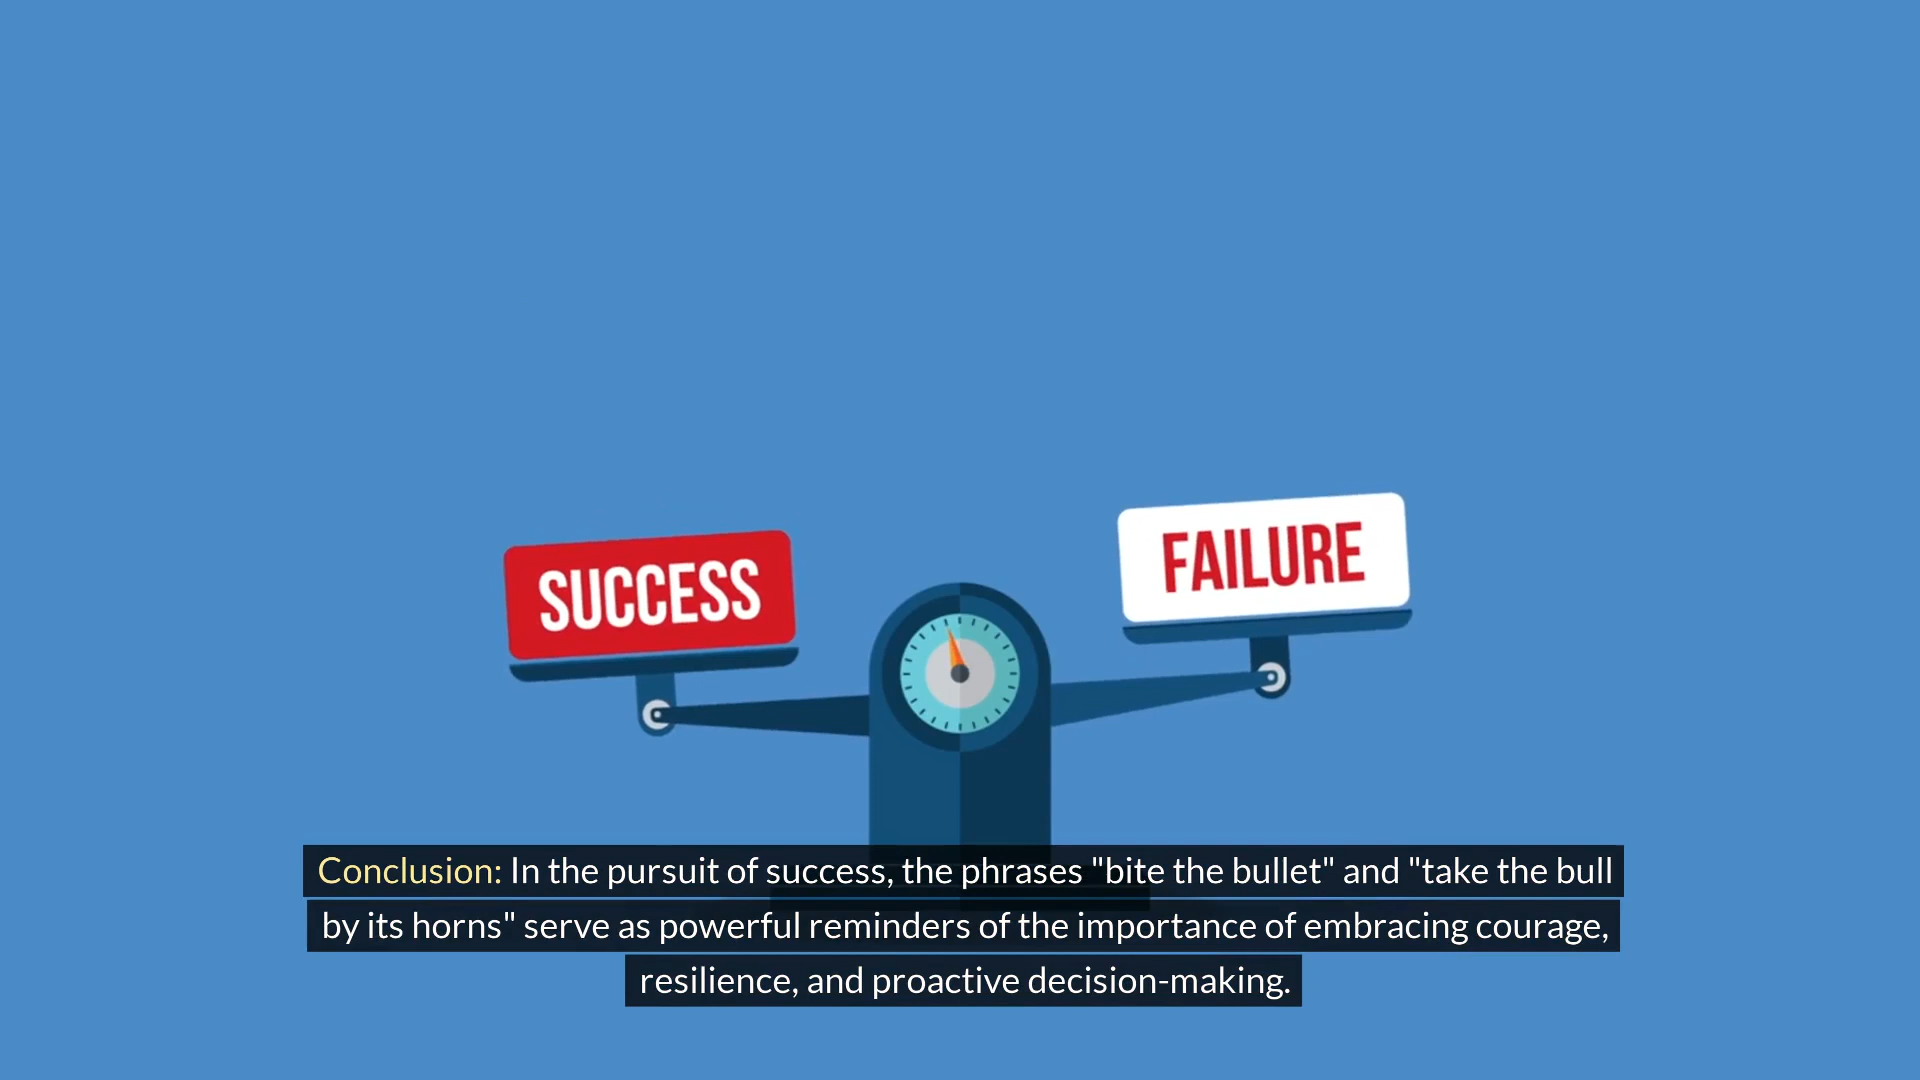 SUCCESS
FAILURE
Conclusion: In the pursuit of success, the phrases "bite the bullet" and "take the bull
by its horns" serve as powerful reminders of the importance of embracing courage,
resilience, and proactive decision-making.